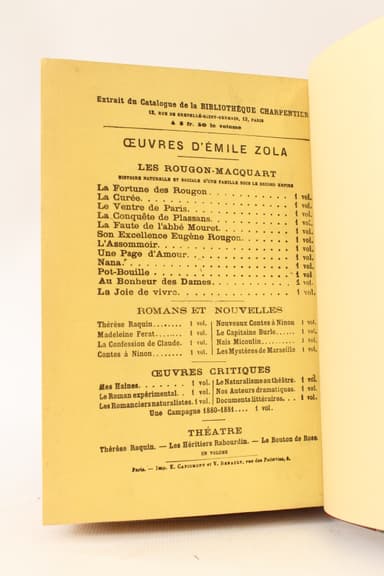 Extrait du Catalogue de la BIBLIOTHÈQUE CHARPENTIER
13, RUE DE GRENELLE-SAINT-GERMAIN, 13, PARIS
à 3 fr. 50 le volume
ŒUVRES D'ÉMILE ZOLA
LES ROUGON-MACQUART
HISTOIRE NATURELLE ET SOCIALE D'UNE FAMILLE SOUS LE SECOND EMPIRE
La Fortune des Rougon . . . . . . . . . . 1 vol.
La Curée. . . . . . . . . . . . . . . . . 1 vol.
Le Ventre de Paris. . . . . . . . . . . . 1 vol.
La Conquête de Plassans. . . . . . . . . . 1 vol.
La Faute de l'abbé Mouret. . . . . . . . . 1 vol.
Son Excellence Eugène Rougon. . . . . . . 1 vol.
L'Assommoir. . . . . . . . . . . . . . . . 1 vol.
Une Page d'Amour. . . . . . . . . . . . . 1 vol.
Nana. . . . . . . . . . . . . . . . . . . 1 vol.
Pot-Bouille . . . . . . . . . . . . . . . 1 vol
Au Bonheur des Dames. . . . . . . . . . . 1 vol.
La Joie de vivre. . . . . . . . . . . . . 1 vol.
ROMANS ET NOUVELLES
Thérèse Raquin........ 1 vol. Nouveaux Contes à Ninon 1 vol.
Madeleine Ferat....... 1 vol. Le Capitaine Burle..... 1 vol.
La Confession de Claude. 1 vol. Naïs Micoulin......... 1 vol.
Contes à Ninon........ 1 vol. Les Mystères de Marseille 1 vol.
ŒUVRES CRITIQUES
Mes Haines. . . . . . . 1 vol. Le Naturalisme au théâtre. 1 vol.
Le Roman expérimental. . 1 vol. Nos Auteurs dramatiques. 1 vol.
Les Romanciers naturalistes. 1 vol. Documents littéraires. . . 1 vol.
Une Campagne 1880-1881.... 1 vol.
THÉATRE
Thérèse Raquin. — Les Héritiers Rabourdin. — Le Bouton de Rose
UN VOLUME
Paris. — Imp. E. CAPIOMONT et V. RENAULT, rue des Poitevins, 6.